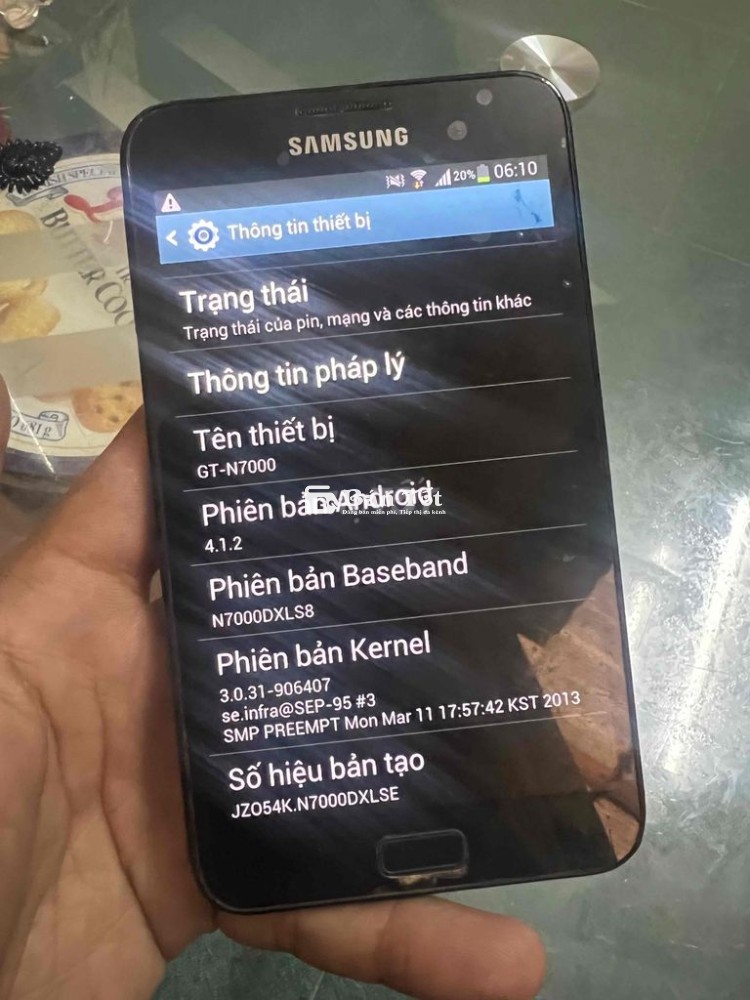 SAMSUNG
20% 06:10
Thông tin thiết bị
Trạng thái
Trạng thái của pin, mạng và các thông tin khác
Thông tin pháp lý
Tên thiết bị
GT-N7000
Phiên bản Android
4.1.2
Phiên bản Baseband
N7000DXLS8
Phiên bản Kernel
3.0.31-906407
se.infra@SEP-95 #3
SMP PREEMPT Mon Mar 11 17:57:42 KST 2013
Số hiệu bản tạo
JZO54K.N7000DXLSE
BUTTER